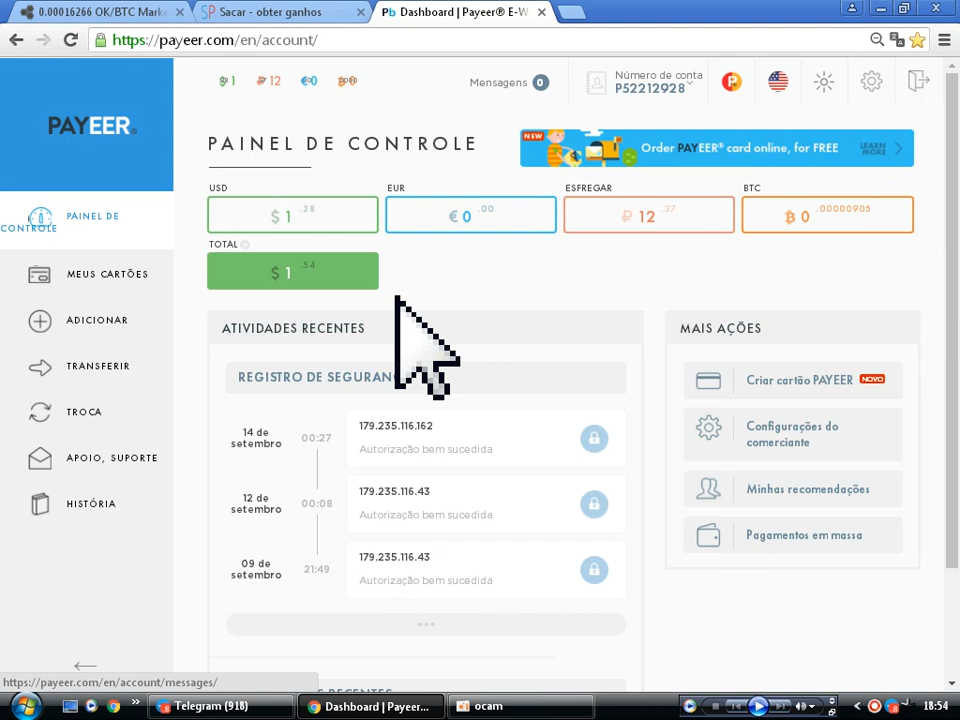 0.00016266 OK/BTC Mark
Sacar - obter ganhos
Dashboard | Payeer® E-W
https://payeer.com/en/account/
$ 1
₽ 12
€ 0
Mensagens 0
Número de conta
P52212928
PAYEER®
PAINEL DE CONTROLE
NEW
Order PAYEER® card online, for FREE
LEARN MORE
USD
EUR
ESFREGAR
BTC
$ 1 .28
€ 0 .00
₽ 12 .37
0 .00000905
TOTAL
$ 1 .54
PAINEL DE
CONTROLE
MEUS CARTÕES
ADICIONAR
TRANSFERIR
TROCA
APOIO, SUPORTE
HISTÓRIA
ATIVIDADES RECENTES
REGISTRO DE SEGURAN
14 de
setembro
00:27
179.235.116.162
Autorização bem sucedida
12 de
setembro
00:08
179.235.116.43
Autorização bem sucedida
09 de
setembro
21:49
179.235.116.43
Autorização bem sucedida
MAIS AÇÕES
Criar cartão PAYEER NOVO
Configurações do
comerciante
Minhas recomendações
Pagamentos em massa
https://payeer.com/en/account/messages/
Telegram (918)
Dashboard | Payeer...
ocam
18:54